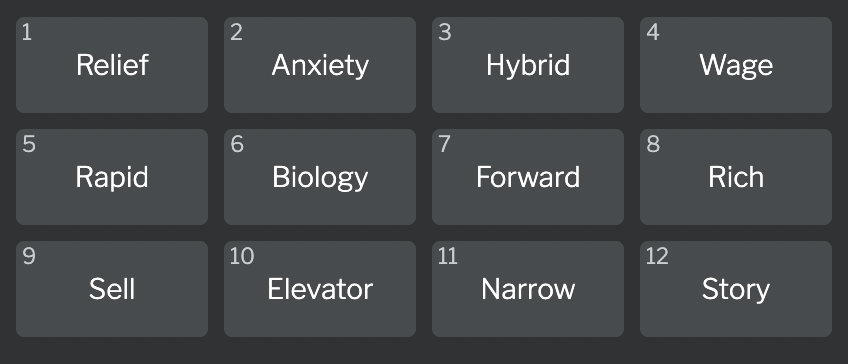 1 2 3 4
Relief Anxiety Hybrid Wage
5 6 7 8
Rapid Biology Forward Rich
9 10 11 12
Sell Elevator Narrow Story